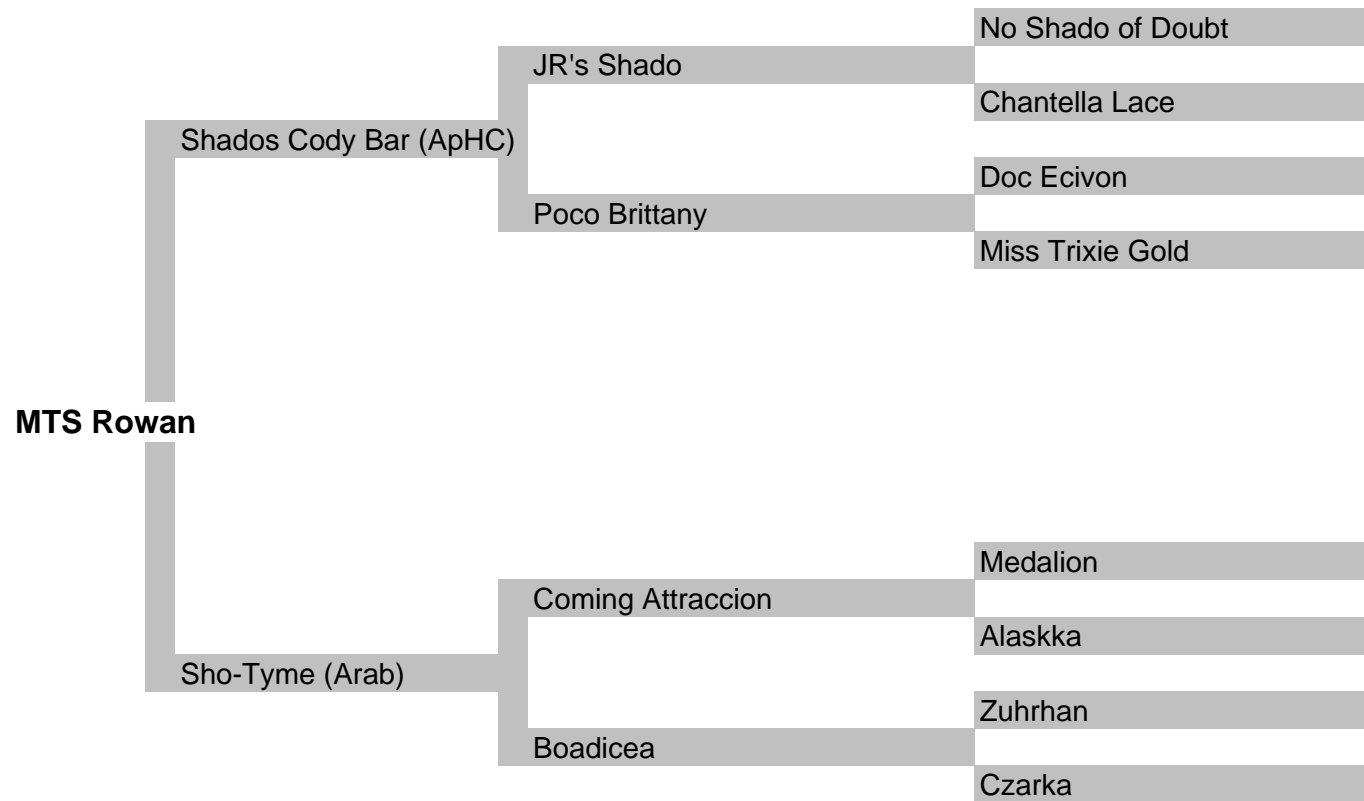 No Shado of Doubt
JR's Shado
Chantella Lace
Shados Cody Bar (ApHC)
Doc Ecivon
Poco Brittany
Miss Trixie Gold
MTS Rowan
Medalion
Coming Attraccion
Alaskka
Sho-Tyme (Arab)
Zuhrhan
Boadicea
Czarka